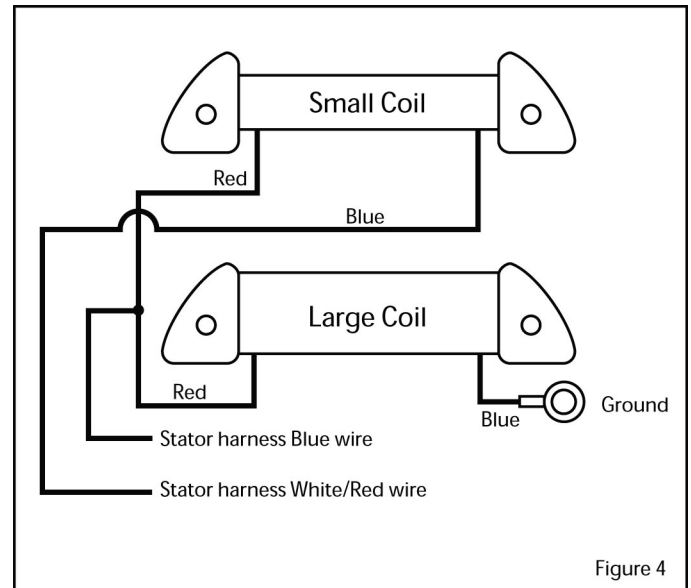 Small Coil
Red
Blue
Large Coil
Red
Blue
Ground
Stator harness Blue wire
Stator harness White/Red wire
Figure 4